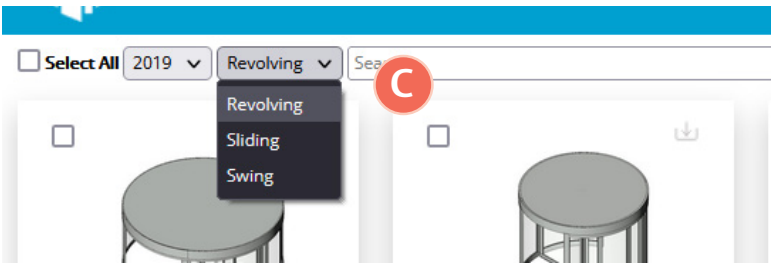 Select All 2019 Revolving Sea
C
Revolving
Sliding
Swing